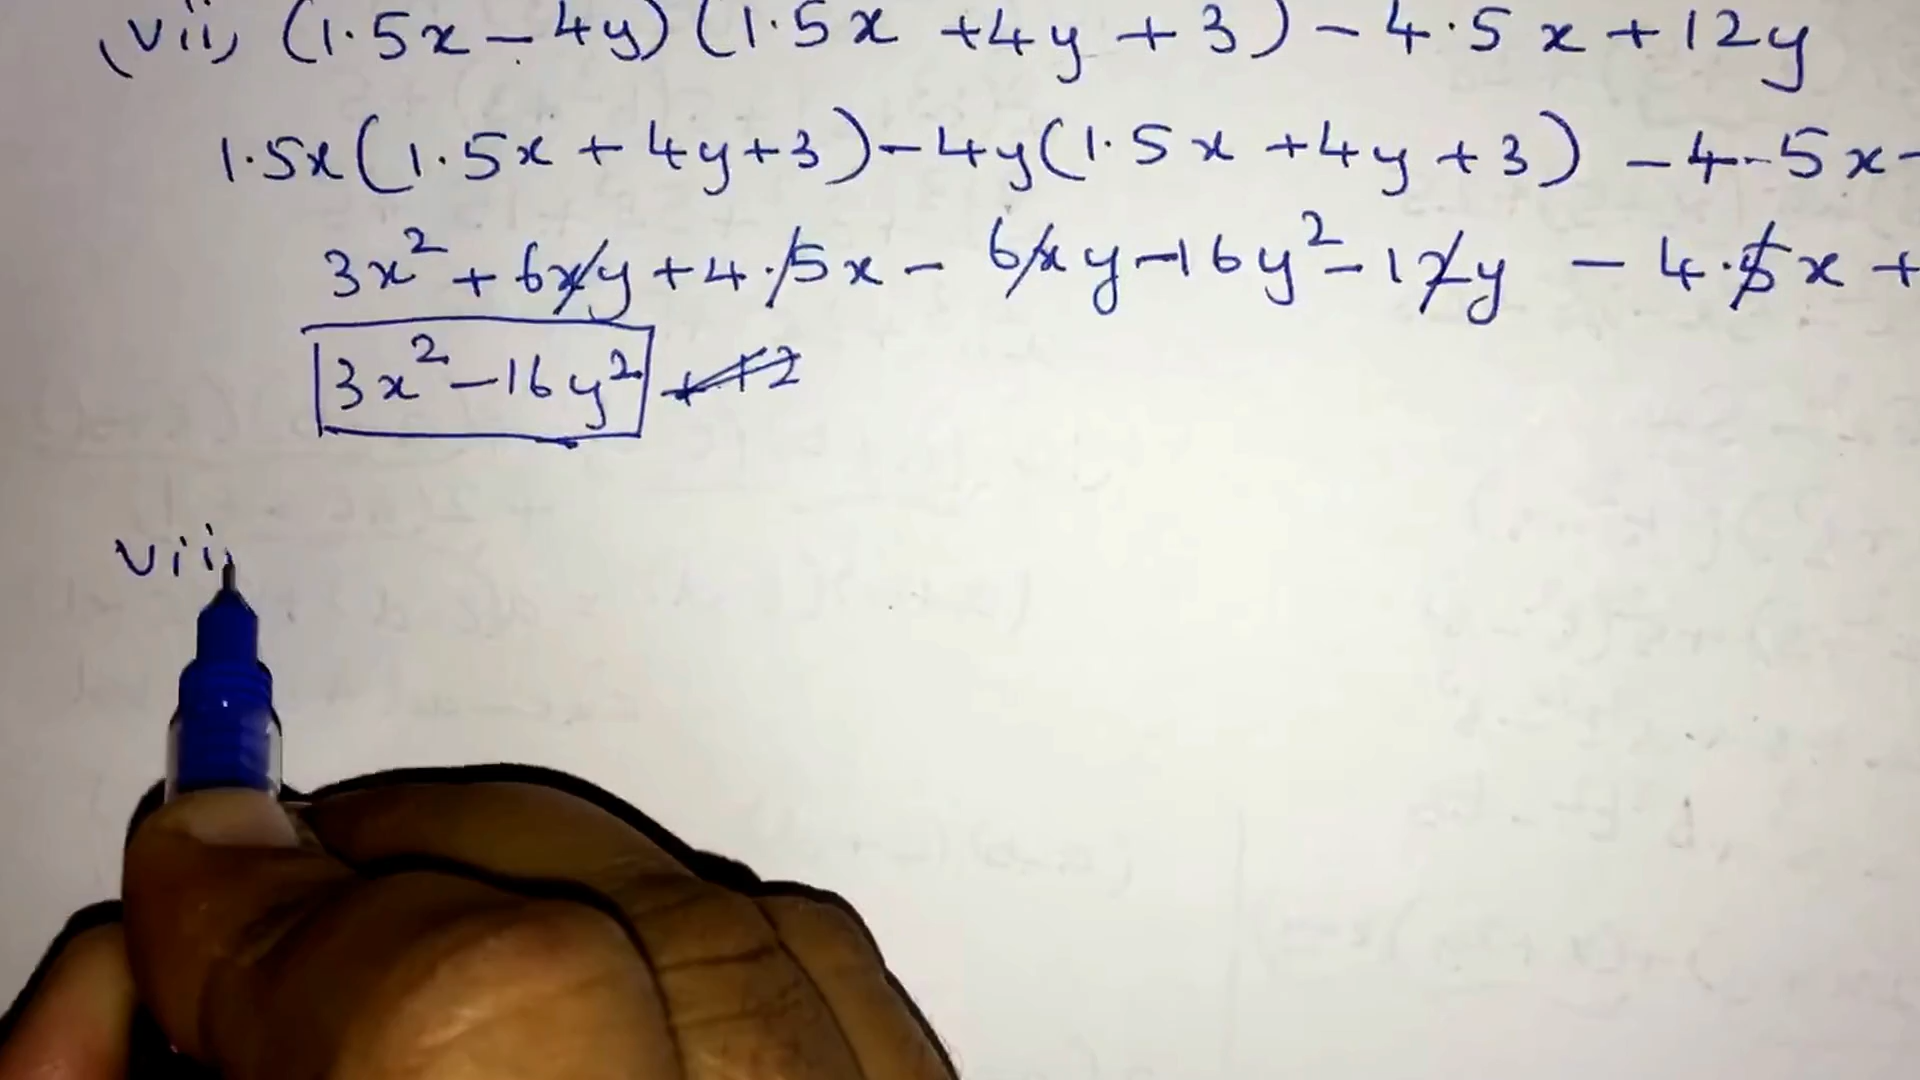 (vii) (1.5x - 4y) (1.5x + 4y + 3) - 4.5x + 12y
1.5x(1.5x + 4y + 3) - 4y(1.5x + 4y + 3) - 4.5x -
3x² + 6xy + 4.5x - 6xy - 16y² - 12y - 4.5x +
3x² - 16y² + 12
viii